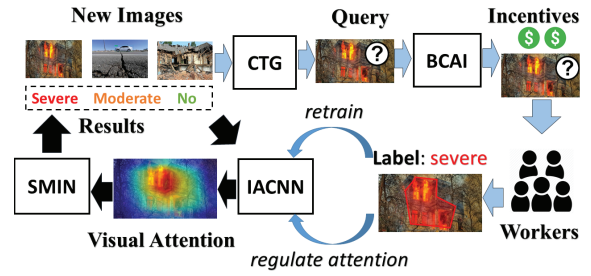 New Images
Query
Incentives
$ $
CTG
?
BCAI
?
Severe Moderate No
Results
retrain
Label: severe
SMIN
IACNN
Visual Attention
regulate attention
Workers